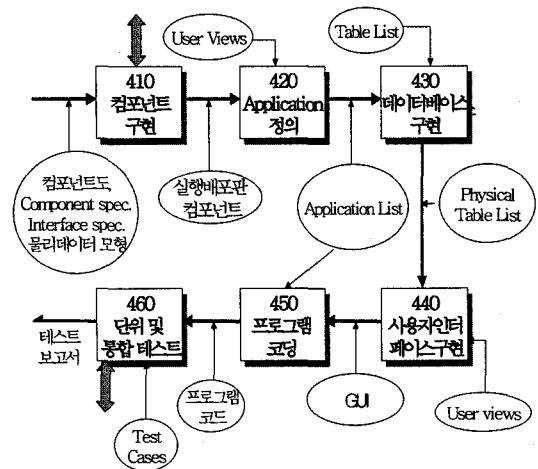 User Views
Table List
410
컴포넌트
구현
420
Application
정의
430
데이터베이스
구현
컴포넌트도,
Component spec.
Interface spec.
물리데이터 모형
실행배포판
컴포넌트
Application List
Physical
Table List
460
단위 및
통합 테스트
450
프로그램
코딩
440
사용자인터
페이스구현
테스트
보고서
프로그램
코드
GUI
User views
Test
Cases